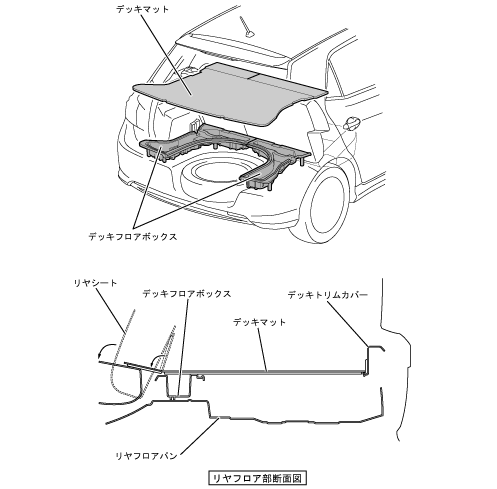 デッキマット
デッキフロアボックス
リヤシート
デッキフロアボックス
デッキトリムカバー
デッキマット
リヤフロアパン
リヤフロア部断面図